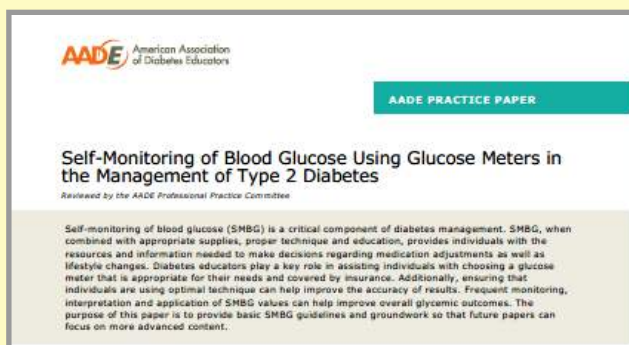 AADE American Association
of Diabetes Educators
AADE PRACTICE PAPER
Self-Monitoring of Blood Glucose Using Glucose Meters in
the Management of Type 2 Diabetes
Reviewed by the AADE Professional Practice Committee
Self-monitoring of blood glucose (SMBG) is a critical component of diabetes management. SMBG, when
combined with appropriate supplies, proper technique and education, provides individuals with the
resources and information needed to make decisions regarding medication adjustments as well as
lifestyle changes. Diabetes educators play a key role in assisting individuals with choosing a glucose
meter that is appropriate for their needs and covered by insurance. Additionally, ensuring that
individuals are using optimal technique can help improve the accuracy of results. Frequent monitoring,
interpretation and application of SMBG values can help improve overall glycemic outcomes. The
purpose of this paper is to provide basic SMBG guidelines and groundwork so that future papers can
focus on more advanced content.